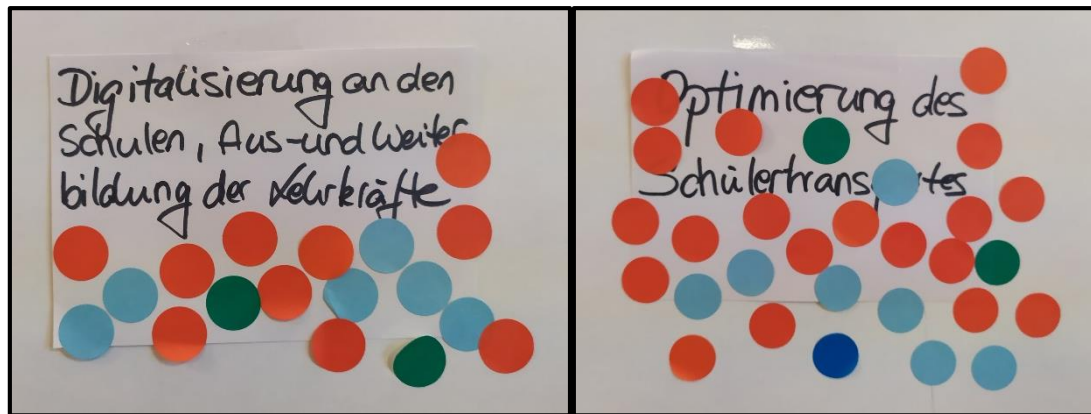 Digitalisierung an den
Schulen, Aus- und Weiter
bildung der Lehrkräfte
Optimierung des
Schülertransportes